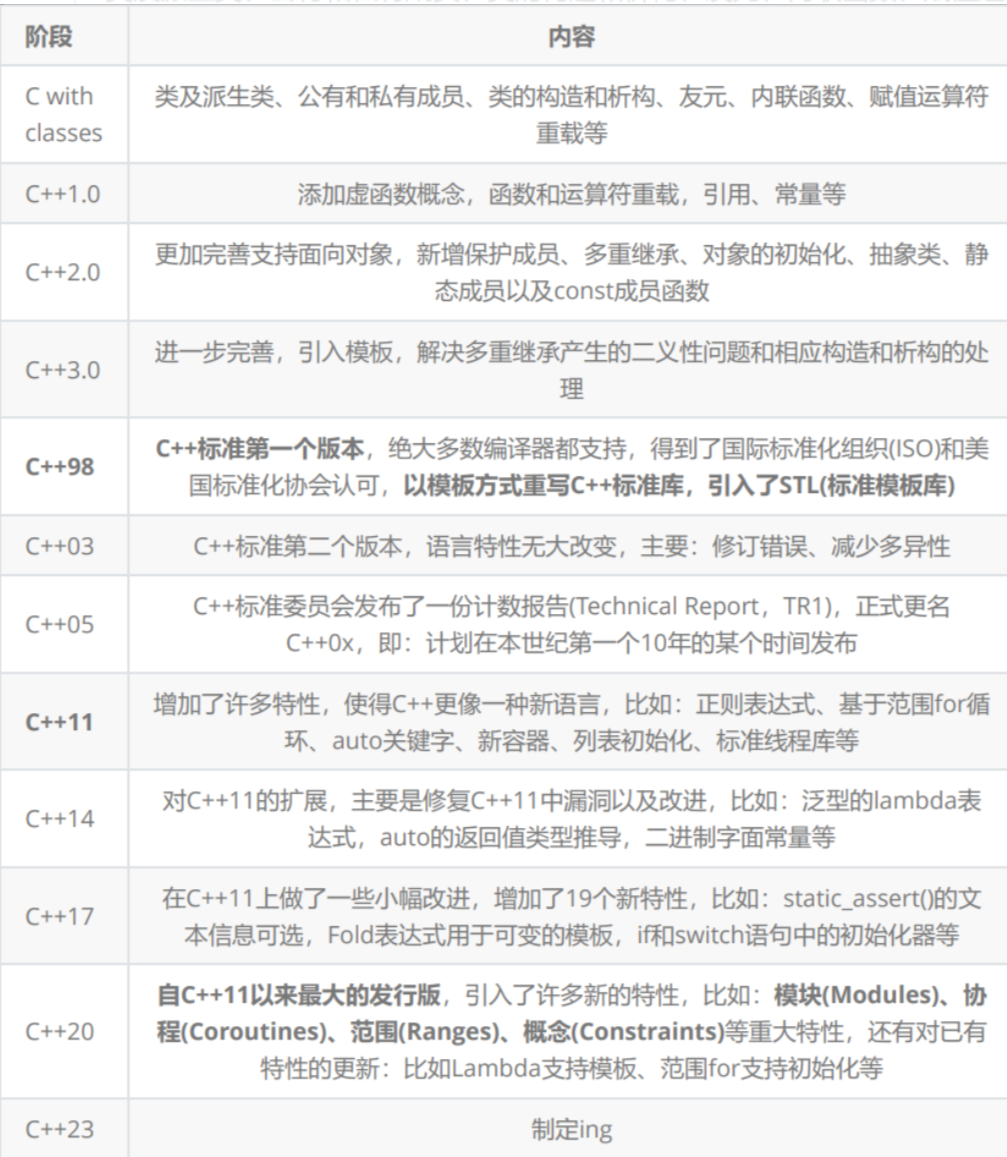 阶段 内容
C with
classes
类及派生类、公有和私有成员、类的构造和析构、友元、内联函数、赋值运算符
重载等
C++1.0 添加虚函数概念，函数和运算符重载，引用、常量等
C++2.0
更加完善支持面向对象，新增保护成员、多重继承、对象的初始化、抽象类、静
态成员以及const成员函数
C++3.0
进一步完善，引入模板，解决多重继承产生的二义性问题和相应构造和析构的处
理
C++98
C++标准第一个版本，绝大多数编译器都支持，得到了国际标准化组织(ISO)和美
国标准化协会认可，以模板方式重写C++标准库，引入了STL(标准模板库)
C++03 C++标准第二个版本，语言特性无大改变，主要：修订错误、减少多异性
C++05
C++标准委员会发布了一份计数报告(Technical Report，TR1)，正式更名
C++0x，即：计划在本世纪第一个10年的某个时间发布
C++11
增加了许多特性，使得C++更像一种新语言，比如：正则表达式、基于范围for循
环、auto关键字、新容器、列表初始化、标准线程库等
C++14
对C++11的扩展，主要是修复C++11中漏洞以及改进，比如：泛型的lambda表
达式，auto的返回值类型推导，二进制字面常量等
C++17
在C++11上做了一些小幅改进，增加了19个新特性，比如：static_assert()的文
本信息可选，Fold表达式用于可变的模板，if和switch语句中的初始化器等
C++20
自C++11以来最大的发行版，引入了许多新的特性，比如：模块(Modules)、协
程(Coroutines)、范围(Ranges)、概念(Constraints)等重大特性，还有对已有
特性的更新：比如Lambda支持模板、范围for支持初始化等
C++23 制定ing